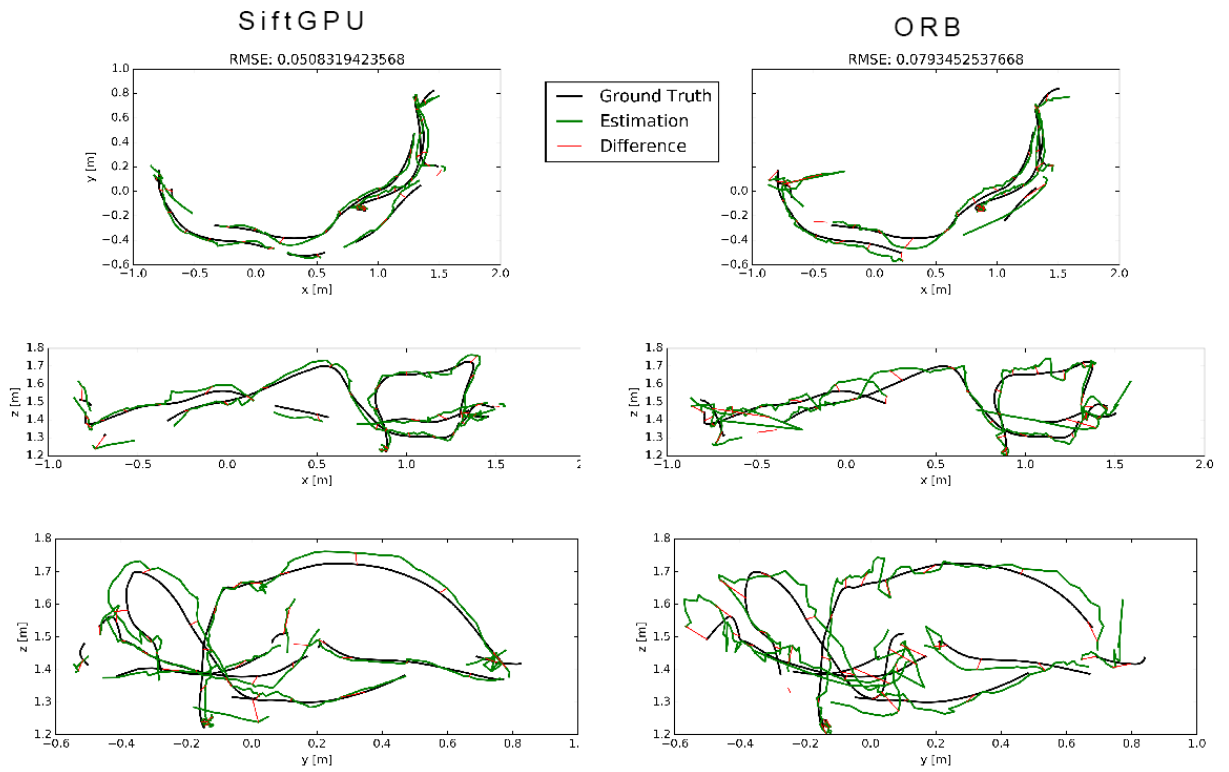 SiftGPU
ORB
RMSE: 0.0508319423568
RMSE: 0.0793452537668
Ground Truth
Estimation
Difference
1.0
0.8
0.6
0.4
0.2
0.0
−0.2
−0.4
−0.6
y [m]
−1.0 −0.5 0.0 0.5 1.0 1.5 2.0
x [m]
1.0
0.8
0.6
0.4
0.2
0.0
−0.2
−0.4
−0.6
−1.0 −0.5 0.0 0.5 1.0 1.5 2.0
x [m]
1.8
1.7
1.6
1.5
1.4
1.3
1.2
z [m]
−1.0 −0.5 0.0 0.5 1.0 1.5 2
x [m]
1.8
1.7
1.6
1.5
1.4
1.3
1.2
z [m]
−1.0 −0.5 0.0 0.5 1.0 1.5 2.0
x [m]
1.8
1.7
1.6
1.5
1.4
1.3
1.2
z [m]
−0.6 −0.4 −0.2 0.0 0.2 0.4 0.6 0.8 1.
y [m]
1.8
1.7
1.6
1.5
1.4
1.3
1.2
z [m]
−0.6 −0.4 −0.2 0.0 0.2 0.4 0.6 0.8 1.0
y [m]